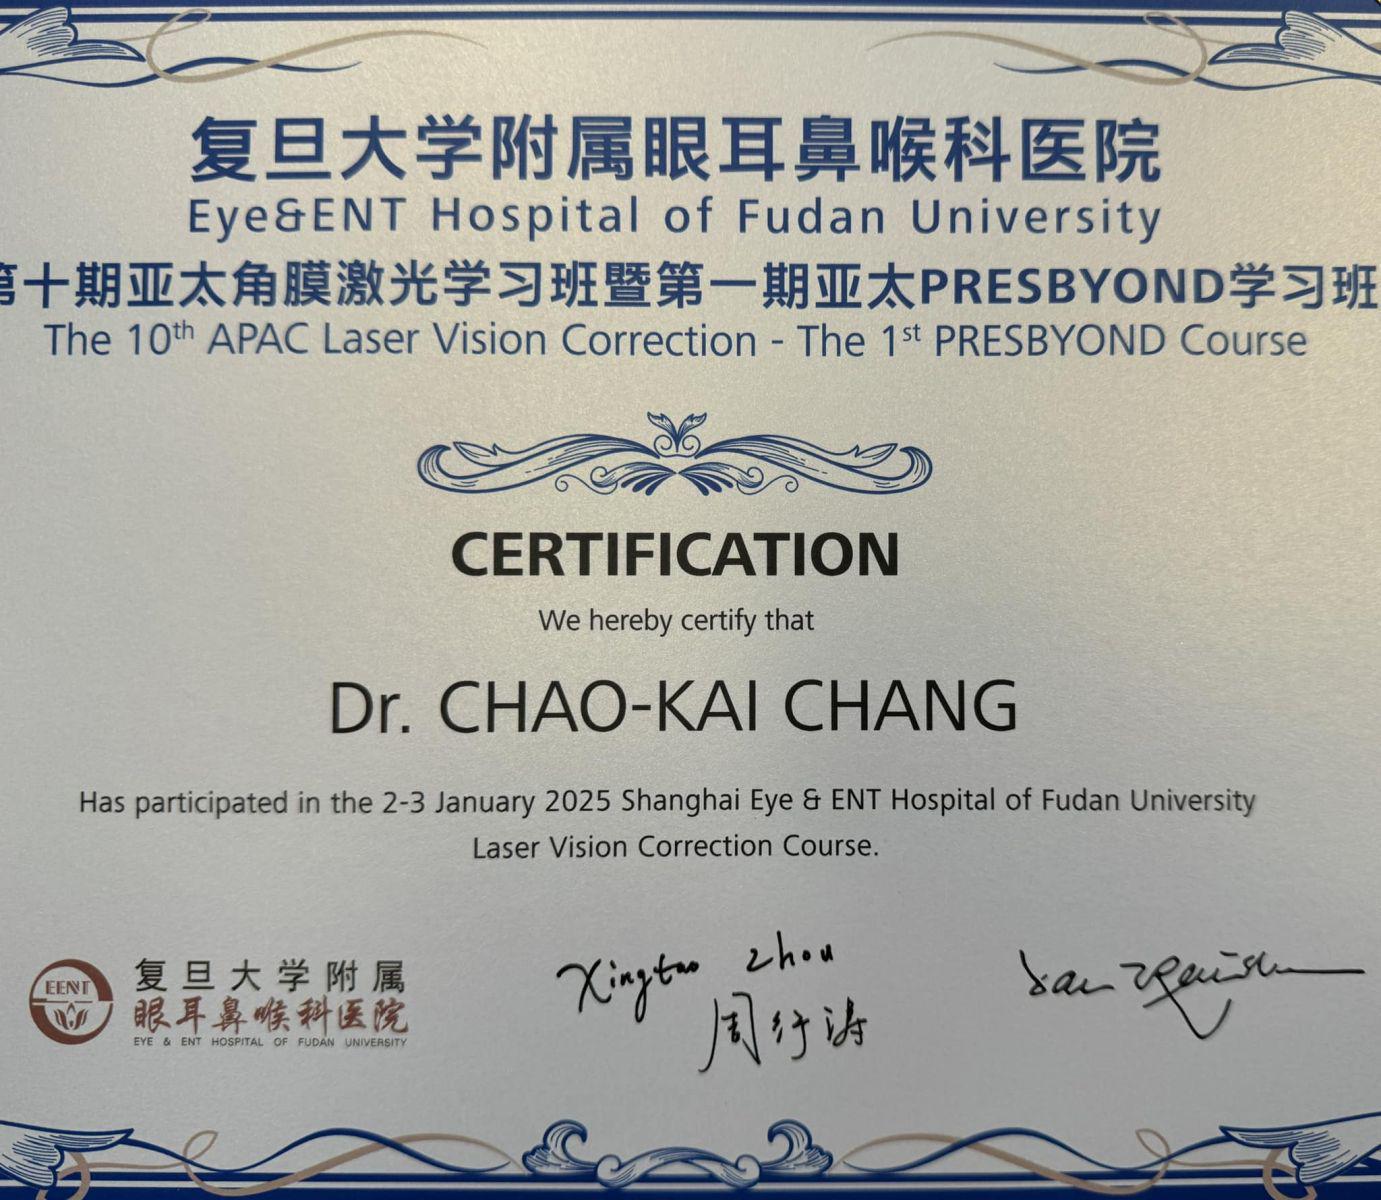 复旦大学附属眼耳鼻喉科医院
Eye&ENT Hospital of Fudan University
第十期亚太角膜激光学习班暨第一期亚太PRESBYOND学习班
The 10th APAC Laser Vision Correction - The 1st PRESBYOND Course
CERTIFICATION
We hereby certify that
Dr. CHAO-KAI CHANG
Has participated in the 2-3 January 2025 Shanghai Eye & ENT Hospital of Fudan University
Laser Vision Correction Course.
EENT
复旦大学附属
眼耳鼻喉科医院
EYE & ENT HOSPITAL OF FUDAN UNIVERSITY
Xingtao Zhou
周行涛
Dan